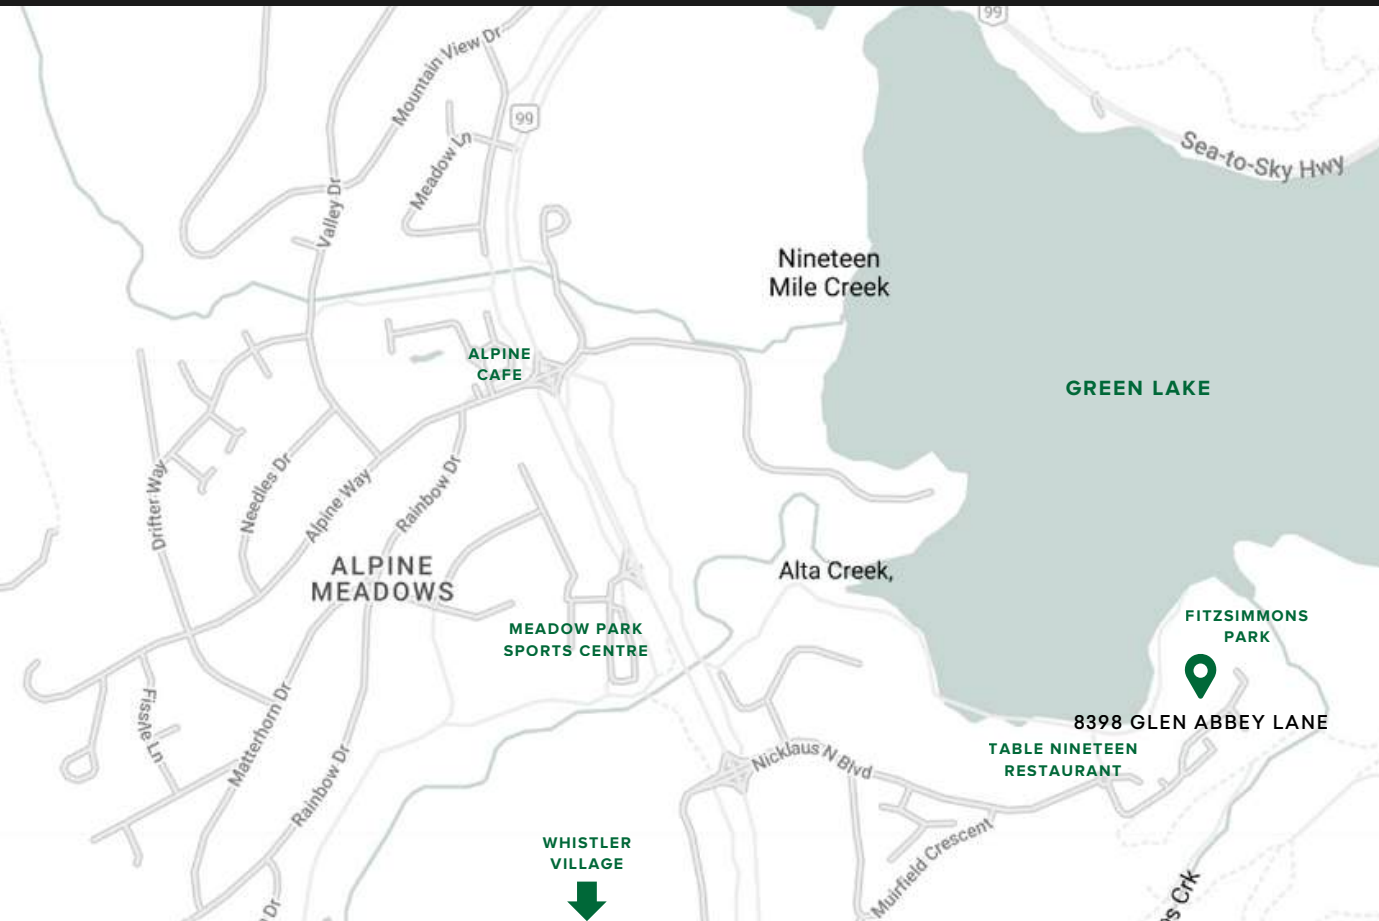 99
Mountain View Dr
99
Meadow Ln
Sea-to-Sky Hwy
Valley Dr
Nineteen
Mile Creek
ALPINE
CAFE
GREEN LAKE
Drifter Way
Needles Dr
Alpine Way
Rainbow Dr
ALPINE
MEADOWS
Alta Creek,
MEADOW PARK
SPORTS CENTRE
FITZSIMMONS
PARK
8398 GLEN ABBEY LANE
Fissile Ln
Matterhorn Dr
Rainbow Dr
Nicklaus N Blvd
TABLE NINETEEN
RESTAURANT
WHISTLER
VILLAGE
Muirfield Crescent
Crk
Dr